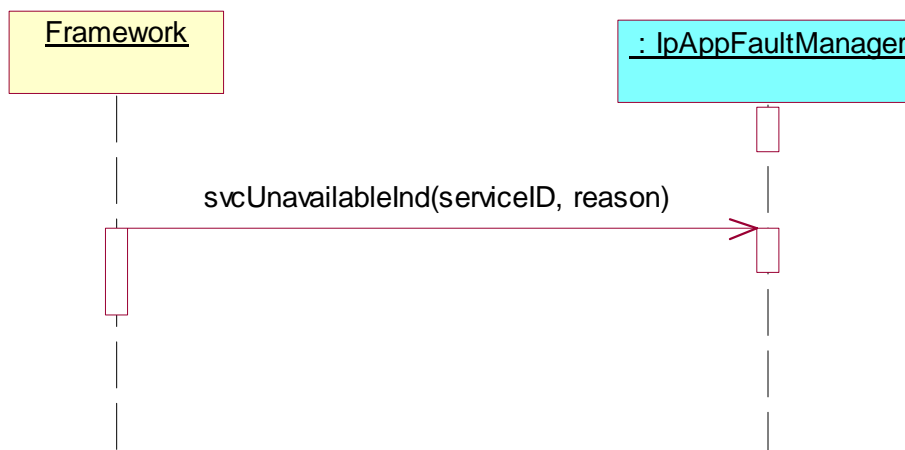 Framework
: IpAppFaultManager
svcUnavailableInd(serviceID, reason)